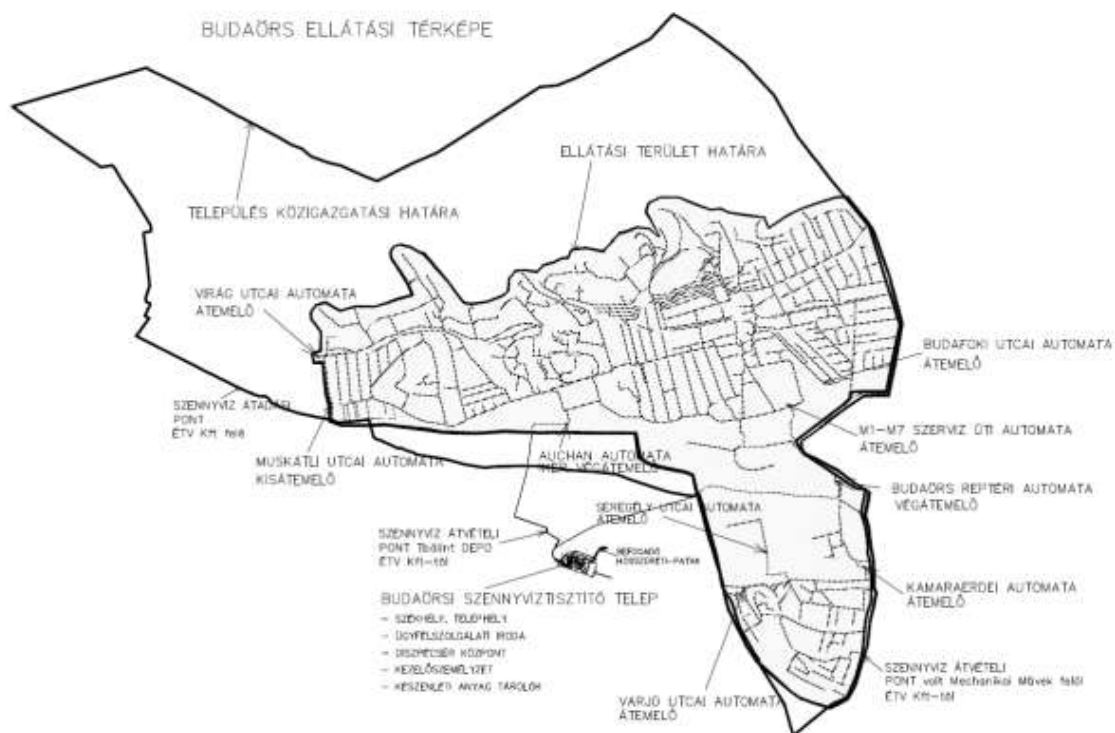 BUDAÖRS ELLÁTÁSI TÉRKÉPE
ELLÁTÁSI TERÜLET HATÁRA
TELEPÜLÉS KÖZIGAZGATÁSI HATÁRA
VIRÁG UTCAI AUTOMATA
ÁTEMELŐ
BUDAFOKI UTCAI AUTOMATA
ÁTEMELŐ
SZENNYVÍZ ÁTADÁSI
PONT
ÉTV Kft felé
M1-M7 SZERVIZ ÚTI AUTOMATA
ÁTEMELŐ
MUSKÁTLI UTCAI AUTOMATA
KISÁTEMELŐ
AUCHAN AUTOMATA
VÉGÁTEMELŐ
BUDAÖRS REPTÉRI AUTOMATA
VÉGÁTEMELŐ
SEREGÉLY UTCAI AUTOMATA
ÁTEMELŐ
SZENNYVÍZ ÁTVÉTELI
PONT Tbálint DEPO
ÉTV Kft-től
BEFOGADÓ
HOSSZÚRÉTI-PATAK
KAMARAERDEI AUTOMATA
ÁTEMELŐ
BUDAÖRSI SZENNYVÍZTISZTÍTÓ TELEP
- SZÉKHELY, TELEPHELY
- ÜGYFÉLSZOLGÁLATI IRODA
- DISZPÉCSER KÖZPONT
- KEZELŐSZEMÉLYZET
- KÉSZENLÉTI ANYAG TÁROLÓK
SZENNYVÍZ ÁTVÉTELI
PONT volt Mechanikai Művek felől
ÉTV Kft-től
VARJÚ UTCAI AUTOMATA
ÁTEMELŐ